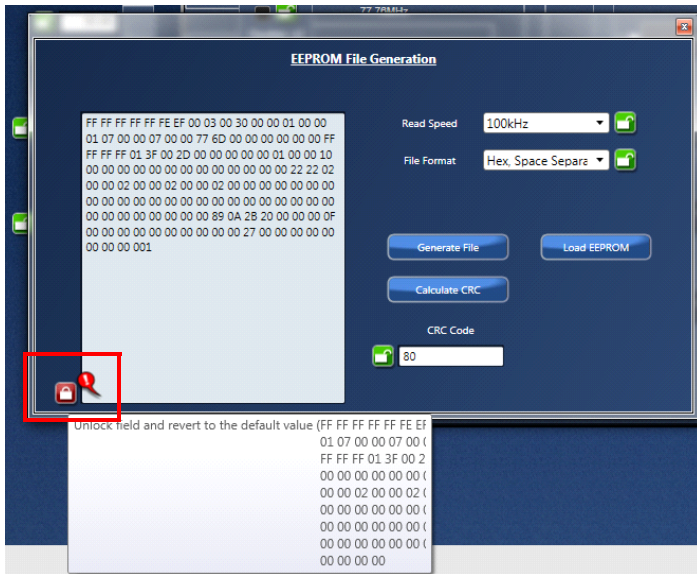 77.76MHz
EEPROM File Generation
FF FF FF FF FF FE EF 00 03 00 30 00 00 01 00 00
01 07 00 00 07 00 00 77 6D 00 00 00 00 00 00 FF
FF FF FF 01 3F 00 2D 00 00 00 00 00 01 00 00 10
00 00 00 00 00 00 00 00 00 00 00 00 00 22 22 02
00 00 02 00 00 02 00 00 02 00 00 00 00 00 00 00
00 00 00 00 00 00 00 00 00 00 00 00 00 00 00 00
00 00 00 00 00 00 00 00 89 0A 2B 20 00 00 00 0F
00 00 00 00 00 00 00 00 00 00 27 00 00 00 00 00
00 00 00 001
Read Speed
100kHz
File Format
Hex, Space Separa
Generate File
Load EEPROM
Calculate CRC
CRC Code
80
Unlock field and revert to the default value (FF FF FF FF FF FE EF
01 07 00 00 07 00 (
FF FF FF 01 3F 00 2
00 00 00 00 00 00 (
00 00 02 00 00 02 (
00 00 00 00 00 00 (
00 00 00 00 00 00 (
00 00 00 00 00 00 (
00 00 00 00